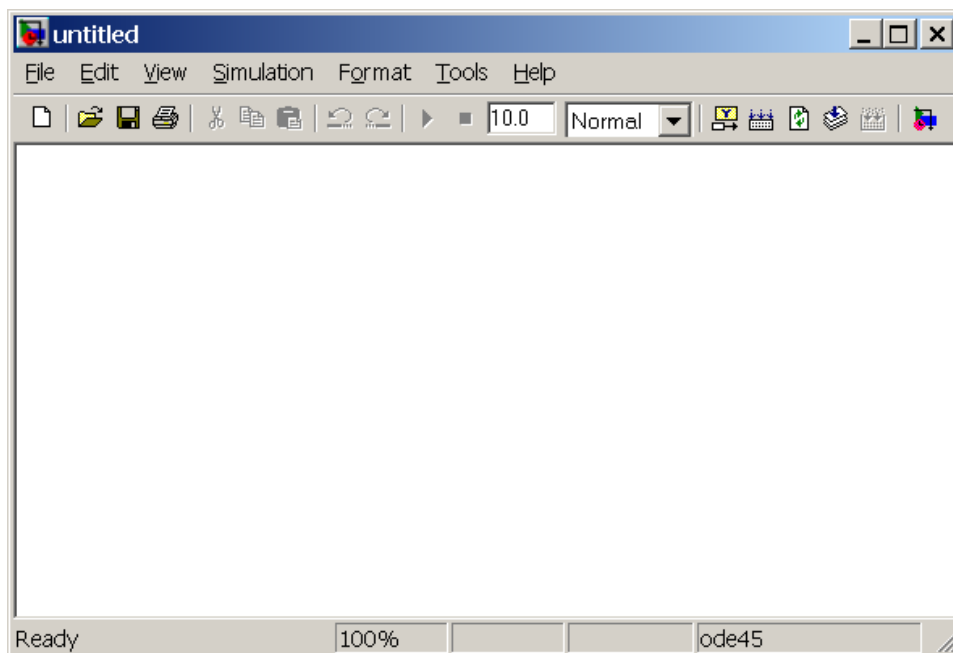 untitled
File Edit View Simulation Format Tools Help
10.0 Normal
Ready 100% ode45